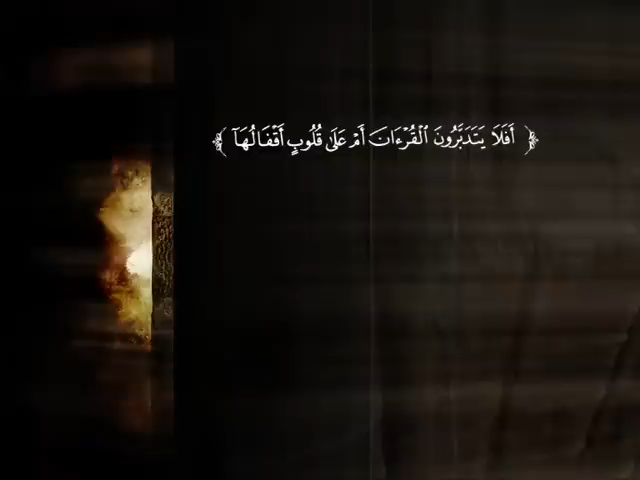 ﴿ أَفَلَا يَتَدَبَّرُونَ ٱلْقُرْءَانَ أَمْ عَلَىٰ قُلُوبٍ أَقْفَالُهَآ ﴾